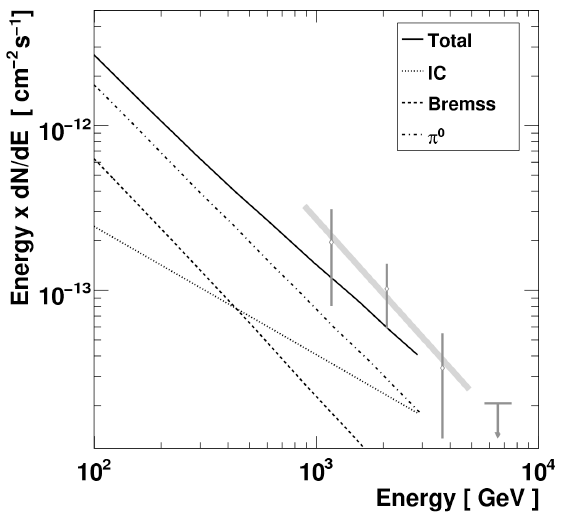 Energy x dN/dE [ cm⁻² s⁻¹ ]
Total
IC
Bremss
π⁰
10⁻¹²
10⁻¹³
10² 10³ 10⁴
Energy [ GeV ]